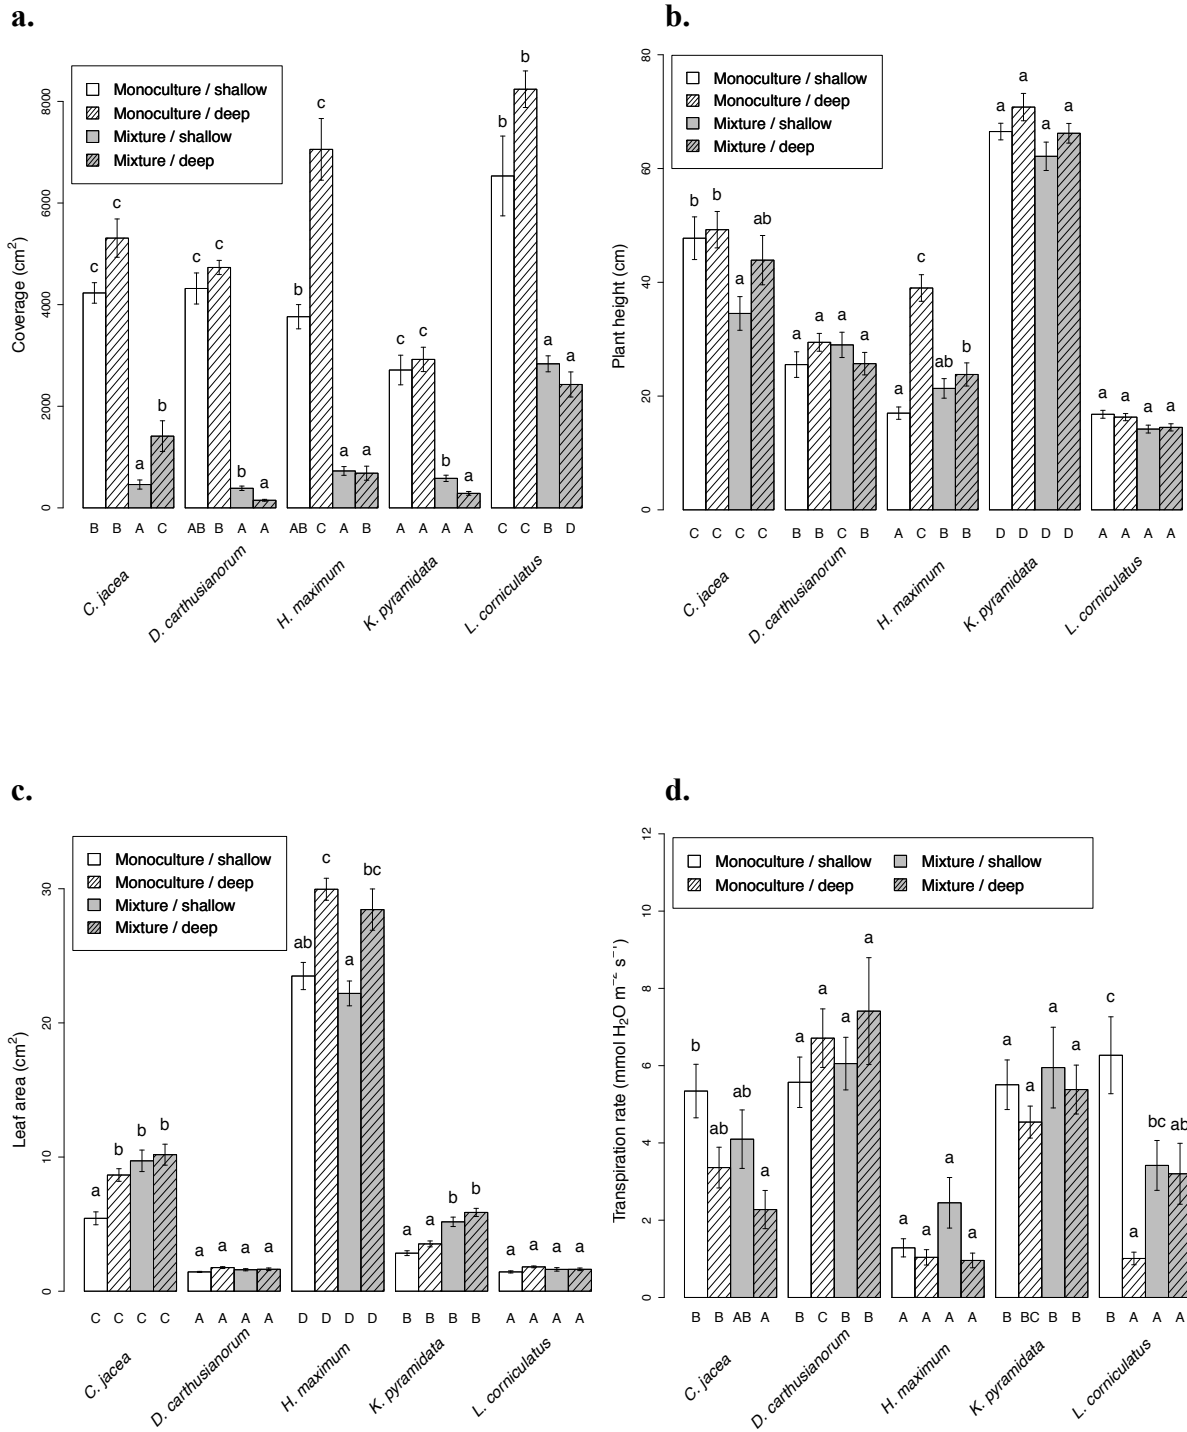 a.
Monoculture / shallow
Monoculture / deep
Mixture / shallow
Mixture / deep
Coverage (cm²)
0 2000 4000 6000 8000
c c a b c c b a b c a a c c b a b b a a
B B A C AB B A A AB C A B A A A A C C B D
C. jacea
D. carthusianorum
H. maximum
K. pyramidata
L. corniculatus
b.
Monoculture / shallow
Monoculture / deep
Mixture / shallow
Mixture / deep
Plant height (cm)
0 20 40 60 80
b b a ab a a a a a c ab b a a a a a a a a
C C C C B B C B A C B B D D D D A A A A
C. jacea
D. carthusianorum
H. maximum
K. pyramidata
L. corniculatus
c.
Monoculture / shallow
Monoculture / deep
Mixture / shallow
Mixture / deep
Leaf area (cm²)
0 10 20 30
a b b b a a a a ab c a bc a a b b a a a a
C C C C A A A A D D D D B B B B A A A A
C. jacea
D. carthusianorum
H. maximum
K. pyramidata
L. corniculatus
d.
Monoculture / shallow
Monoculture / deep
Mixture / shallow
Mixture / deep
Transpiration rate (mmol H₂O m⁻² s⁻¹)
0 2 4 6 8 10 12
b ab ab a a a a a a a a a a a a a c a bc ab
B B AB A B C B B A A A A B BC B B B A A A
C. jacea
D. carthusianorum
H. maximum
K. pyramidata
L. corniculatus